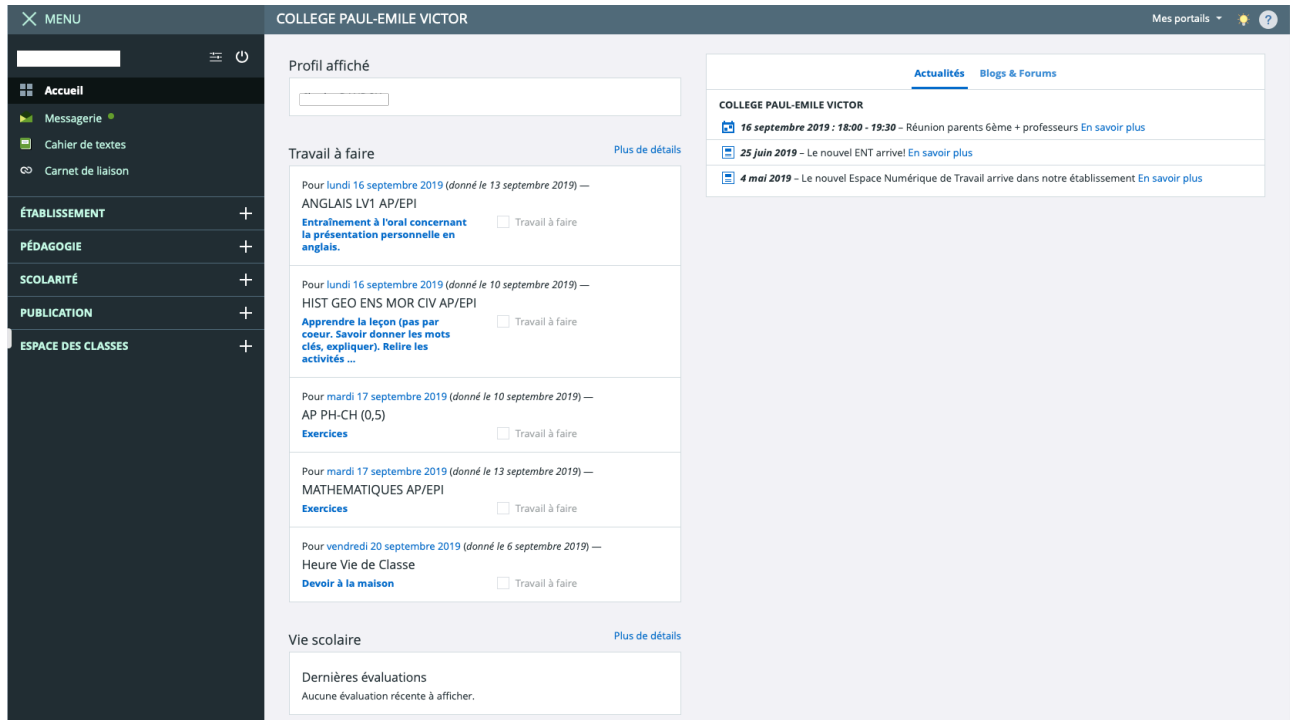 MENU
COLLEGE PAUL-EMILE VICTOR
Mes portails
?
Accueil
Messagerie
Cahier de textes
Carnet de liaison
ÉTABLISSEMENT
PÉDAGOGIE
SCOLARITÉ
PUBLICATION
ESPACE DES CLASSES
Profil affiché
Travail à faire
Plus de détails
Pour lundi 16 septembre 2019 (donné le 13 septembre 2019) —
ANGLAIS LV1 AP/EPI
Entraînement à l'oral concernant
la présentation personnelle en
anglais.
Travail à faire
Pour lundi 16 septembre 2019 (donné le 10 septembre 2019) —
HIST GEO ENS MOR CIV AP/EPI
Apprendre la leçon (pas par
coeur. Savoir donner les mots
clés, expliquer). Relire les
activités ...
Travail à faire
Pour mardi 17 septembre 2019 (donné le 10 septembre 2019) —
AP PH-CH (0,5)
Exercices
Travail à faire
Pour mardi 17 septembre 2019 (donné le 13 septembre 2019) —
MATHEMATIQUES AP/EPI
Exercices
Travail à faire
Pour vendredi 20 septembre 2019 (donné le 6 septembre 2019) —
Heure Vie de Classe
Devoir à la maison
Travail à faire
Vie scolaire
Plus de détails
Dernières évaluations
Aucune évaluation récente à afficher.
Actualités Blogs & Forums
COLLEGE PAUL-EMILE VICTOR
16 septembre 2019 : 18:00 - 19:30 – Réunion parents 6ème + professeurs En savoir plus
25 juin 2019 – Le nouvel ENT arrive! En savoir plus
4 mai 2019 – Le nouvel Espace Numérique de Travail arrive dans notre établissement En savoir plus